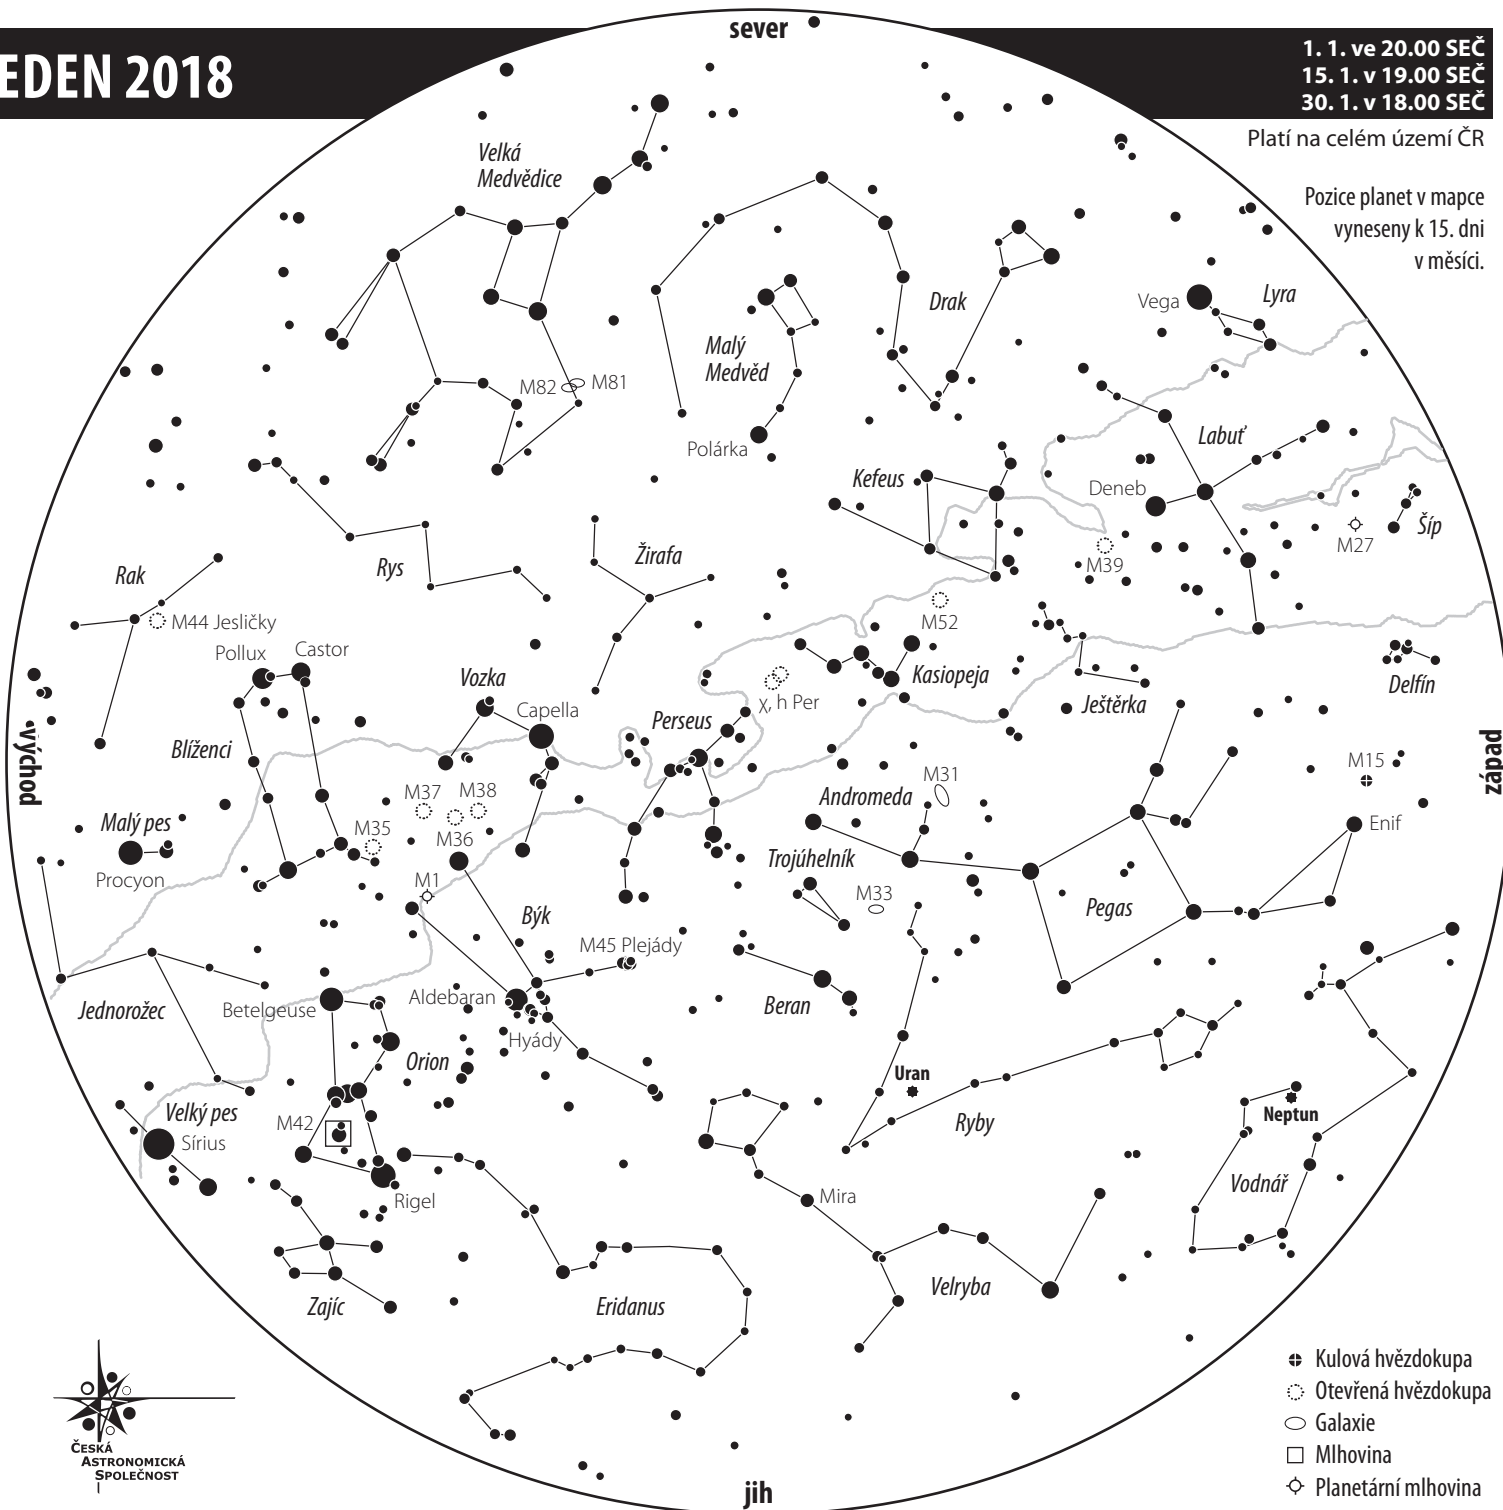 EDEN 2018
sever
1. 1. ve 20.00 SEČ
15. 1. v 19.00 SEČ
30. 1. v 18.00 SEČ
Platí na celém území ČR
Pozice planet v mapce
vyneseny k 15. dni
v měsíci.
Velká
Medvědice
Drak
Vega
Lyra
Malý
Medvěd
M82
M81
Polárka
Labuť
Kefeus
Deneb
Šíp
M27
M39
Rak
Rys
Žirafa
M44 Jesličky
M52
Pollux
Castor
Vozka
Kasiopeja
Delfín
Capella
χ, h Per
Ještěrka
Perseus
východ
Blíženci
západ
M15
M31
M37
M38
Andromeda
Malý pes
M35
M36
Enif
Trojúhelník
Procyon
M1
M33
Pegas
Býk
M45 Plejády
Jednorožec
Betelgeuse
Aldebaran
Beran
Hyády
Orion
Uran
Velký pes
M42
Ryby
Neptun
Sírius
Vodnář
Rigel
Mira
Zajíc
Eridanus
Velryba
Kulová hvězdokupa
Otevřená hvězdokupa
Galaxie
Mlhovina
Planetární mlhovina
ČESKÁ
ASTRONOMICKÁ
SPOLEČNOST
jih